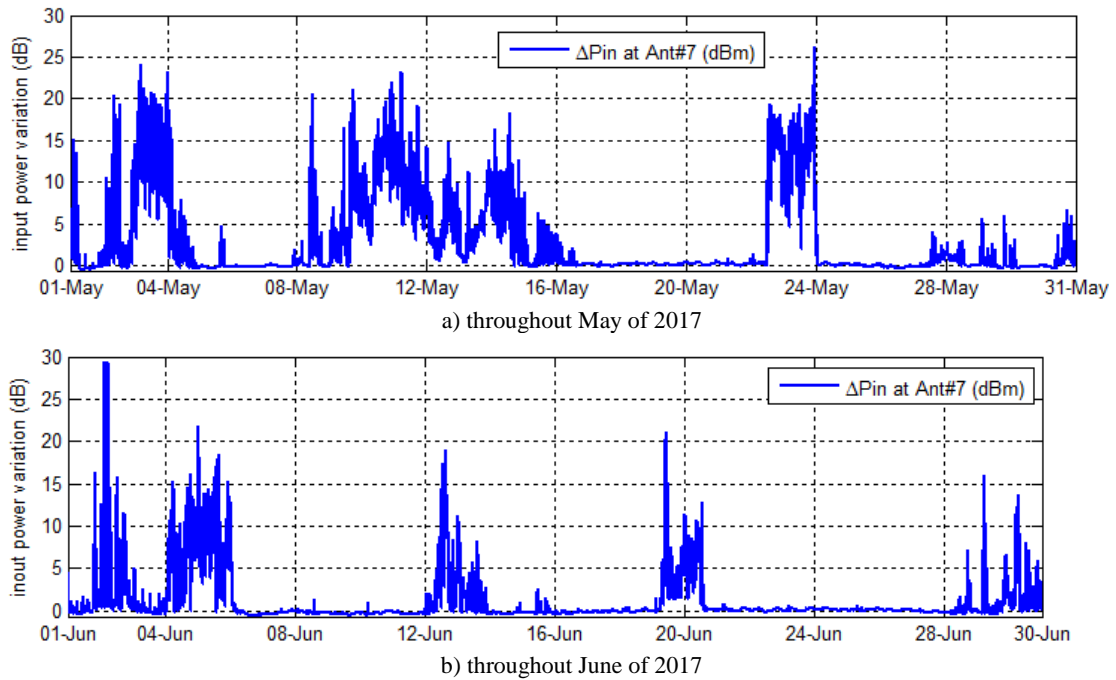 30
25
20
15
10
5
0
input power variation (dB)
ΔPin at Ant#7 (dBm)
01-May 04-May 08-May 12-May 16-May 20-May 24-May 28-May 31-May
a) throughout May of 2017
30
25
20
15
10
5
0
inout power variation (dB)
ΔPin at Ant#7 (dBm)
01-Jun 04-Jun 08-Jun 12-Jun 16-Jun 20-Jun 24-Jun 28-Jun 30-Jun
b) throughout June of 2017